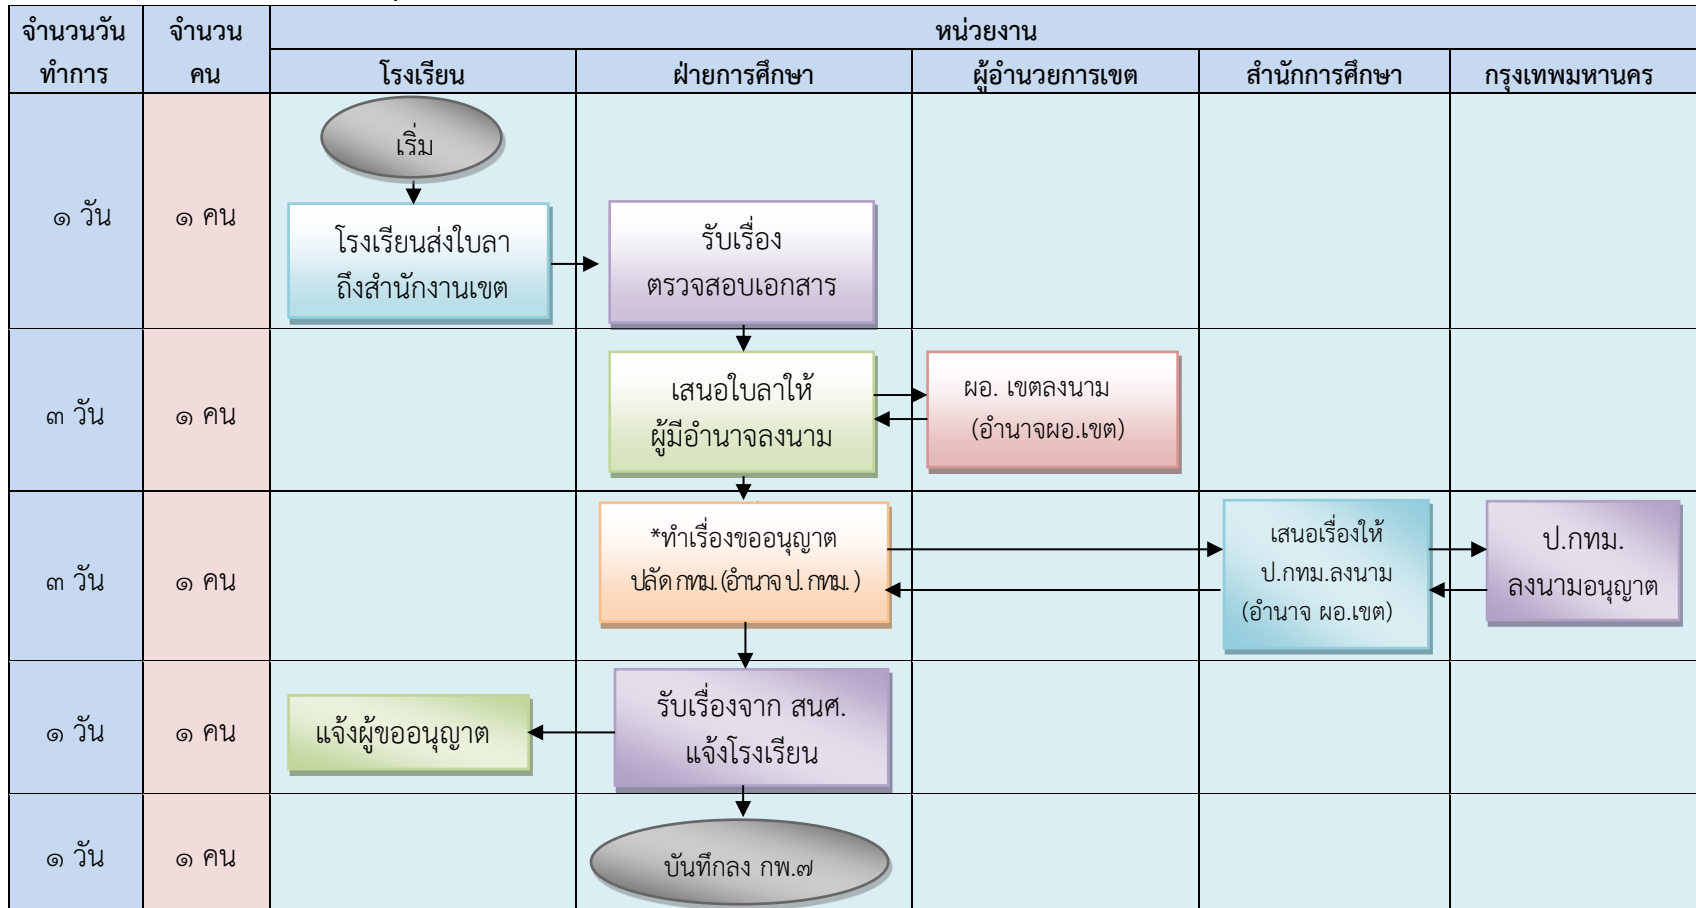 จำนวนวัน
ทำการ
จำนวน
คน
หน่วยงาน
โรงเรียน
ฝ่ายการศึกษา
ผู้อำนวยการเขต
สำนักการศึกษา
กรุงเทพมหานคร
๑ วัน
๑ คน
เริ่ม
โรงเรียนส่งใบลา
ถึงสำนักงานเขต
รับเรื่อง
ตรวจสอบเอกสาร
๓ วัน
๑ คน
เสนอใบลาให้
ผู้มีอำนาจลงนาม
ผอ. เขตลงนาม
(อำนาจผอ.เขต)
๓ วัน
๑ คน
*ทำเรื่องขออนุญาต
ปลัด กทม. (อำนาจ ป. กทม. )
เสนอเรื่องให้
ป.กทม.ลงนาม
(อำนาจ ผอ.เขต)
ป.กทม.
ลงนามอนุญาต
๑ วัน
๑ คน
แจ้งผู้ขออนุญาต
รับเรื่องจาก สนศ.
แจ้งโรงเรียน
๑ วัน
๑ คน
บันทึกลง กพ.๗